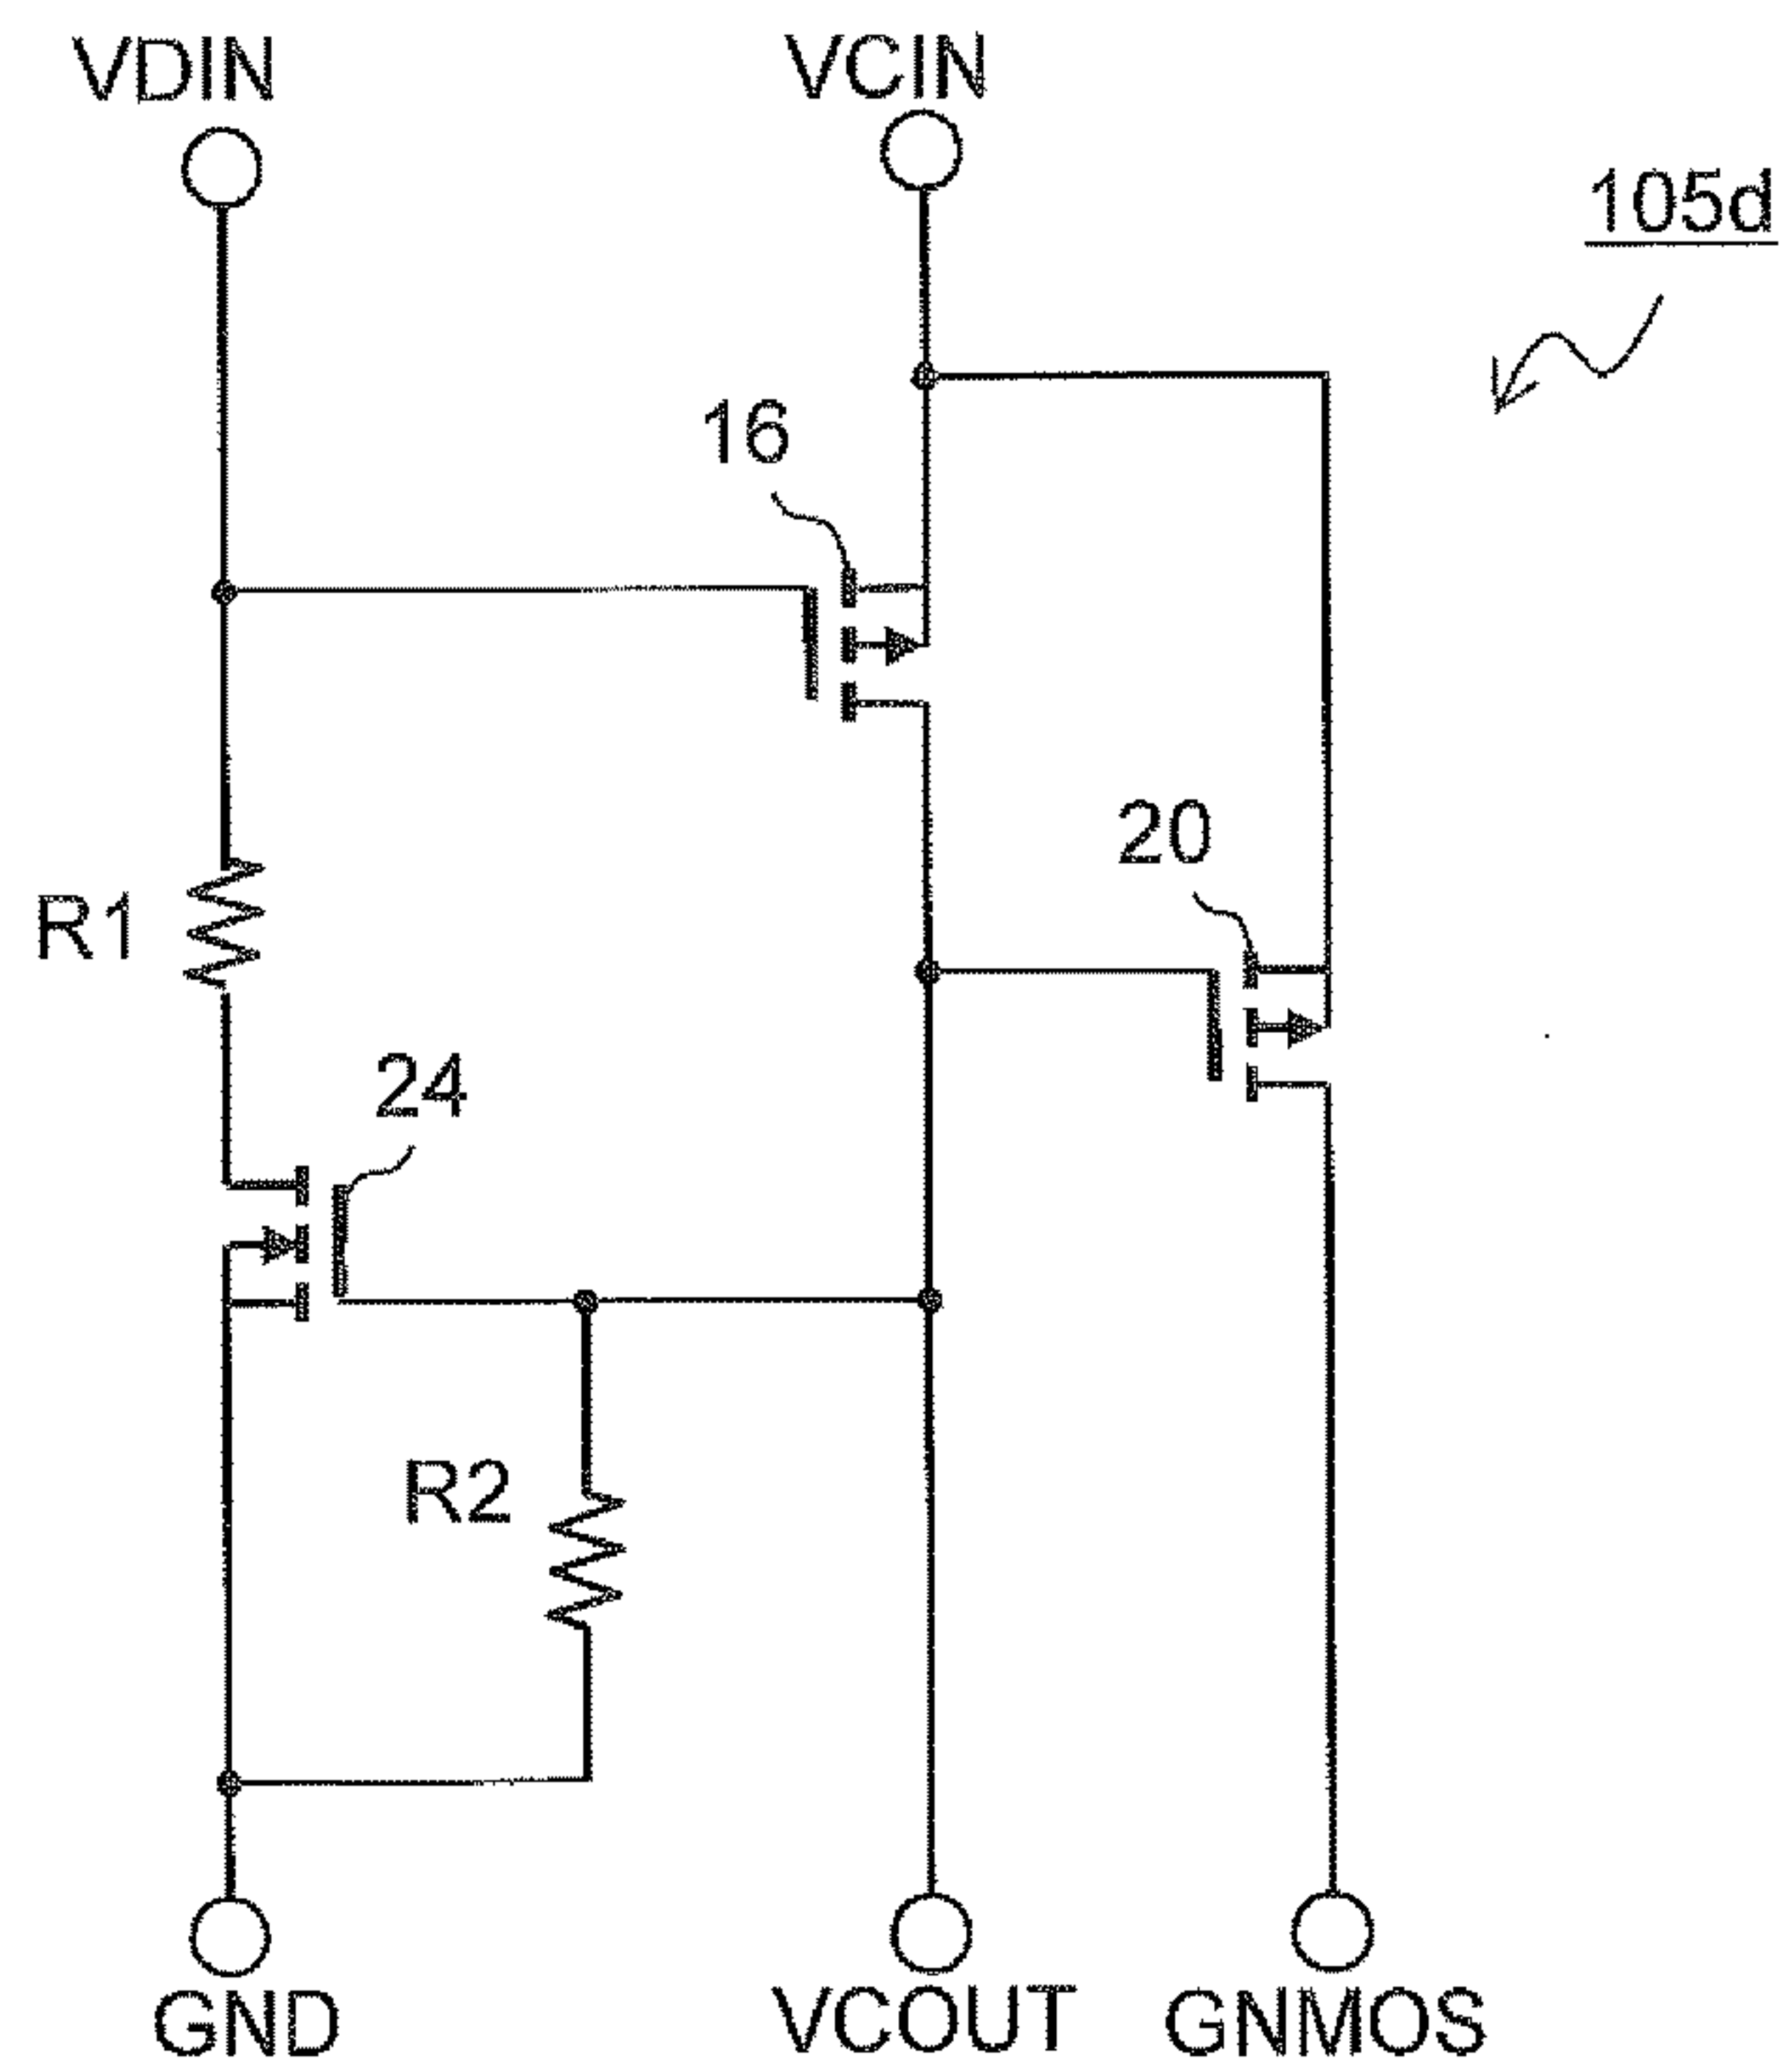 VDIN
VCIN
105d
16
20
R1
24
R2
GND
VCOUT
GNMOS